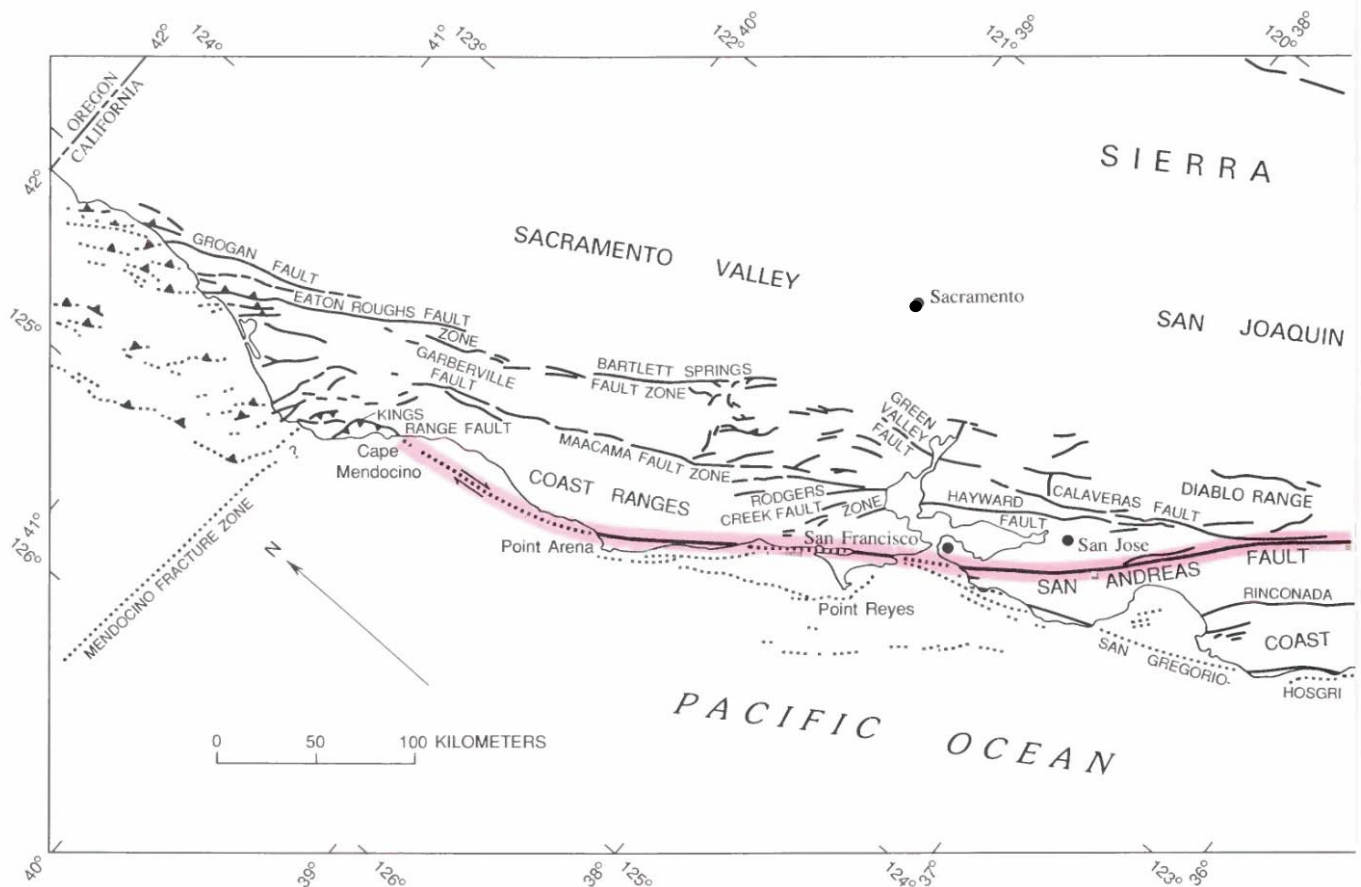 42° 124° 41° 123° 122° 40° 121° 39° 120° 38°
OREGON
CALIFORNIA
42°
SIERRA
GROGAN FAULT
SACRAMENTO VALLEY
Sacramento
EATON ROUGHS FAULT
ZONE
SAN JOAQUIN
125°
GARBERVILLE
FAULT
BARTLETT SPRINGS
FAULT ZONE
GREEN
VALLEY
FAULT
KINGS
RANGE FAULT
Cape
Mendocino
?
MAACAMA FAULT ZONE
COAST RANGES
RODGERS
CREEK FAULT ZONE
HAYWARD
FAULT
CALAVERAS FAULT
DIABLO RANGE
41°
126°
MENDOCINO FRACTURE ZONE
N
Point Arena
San Francisco
San Jose
SAN ANDREAS FAULT
Point Reyes
RINCONADA
COAST
SAN GREGORIO-
HOSGRI
PACIFIC OCEAN
0 50 100 KILOMETERS
40° 39° 126° 38° 125° 124° 37° 123° 36°